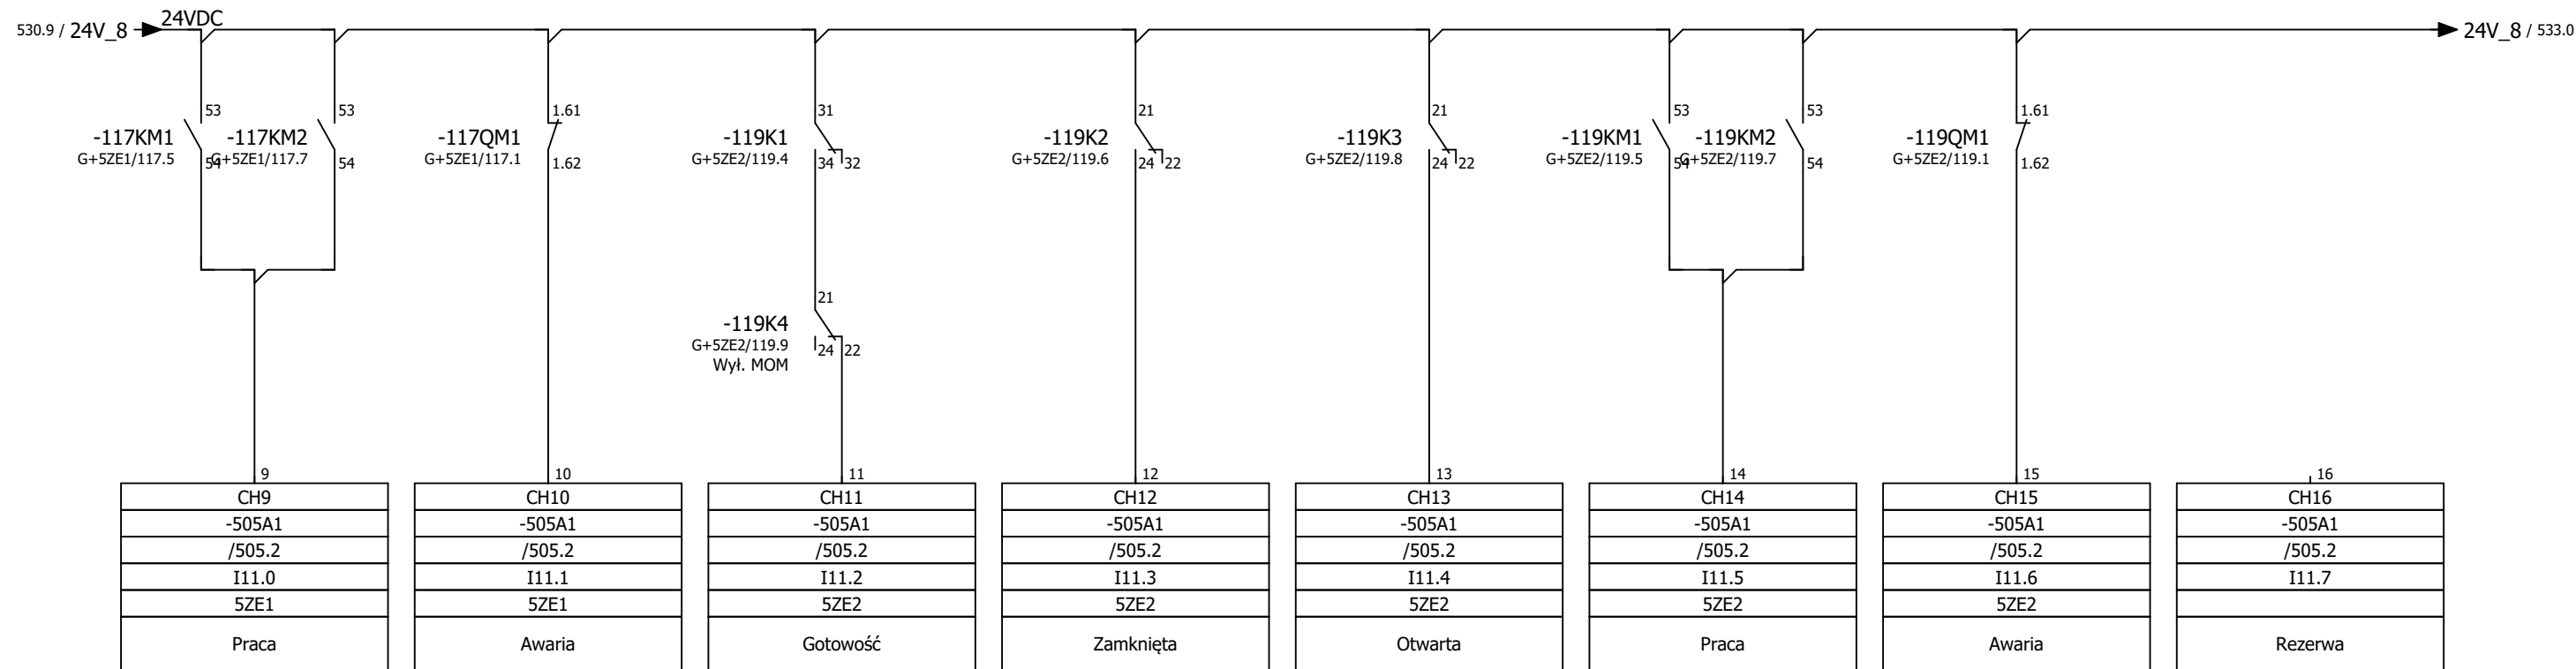 24VDC
530.9 / 24V_8
24V_8 / 533.0
53
-117KM1
G+5ZE1/117.5
54
53
-117KM2
G+5ZE1/117.7
54
1.61
-117QM1
G+5ZE1/117.1
1.62
31
-119K1
G+5ZE2/119.4
34 32
21
-119K4
G+5ZE2/119.9
24 22
Wył. MOM
21
-119K2
G+5ZE2/119.6
24 22
21
-119K3
G+5ZE2/119.8
24 22
53
-119KM1
G+5ZE2/119.5
54
53
-119KM2
G+5ZE2/119.7
54
1.61
-119QM1
G+5ZE2/119.1
1.62
9
CH9
-505A1
/505.2
I11.0
5ZE1
Praca
10
CH10
-505A1
/505.2
I11.1
5ZE1
Awaria
11
CH11
-505A1
/505.2
I11.2
5ZE2
Gotowość
12
CH12
-505A1
/505.2
I11.3
5ZE2
Zamknięta
13
CH13
-505A1
/505.2
I11.4
5ZE2
Otwarta
14
CH14
-505A1
/505.2
I11.5
5ZE2
Praca
15
CH15
-505A1
/505.2
I11.6
5ZE2
Awaria
16
CH16
-505A1
/505.2
I11.7
Rezerwa